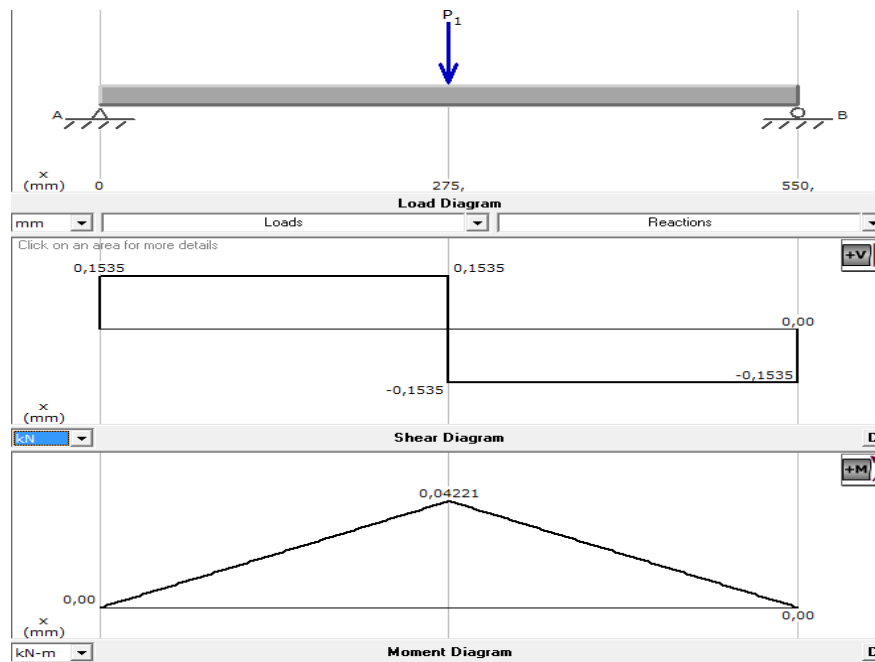 P1
A B
x
(mm) 0 275, 550,
Load Diagram
mm Loads Reactions
Click on an area for more details
+V
0,1535 0,1535
0,00
-0,1535 -0,1535
x
(mm)
kN Shear Diagram D
+M
0,04221
0,00 0,00
x
(mm)
kN-m Moment Diagram D